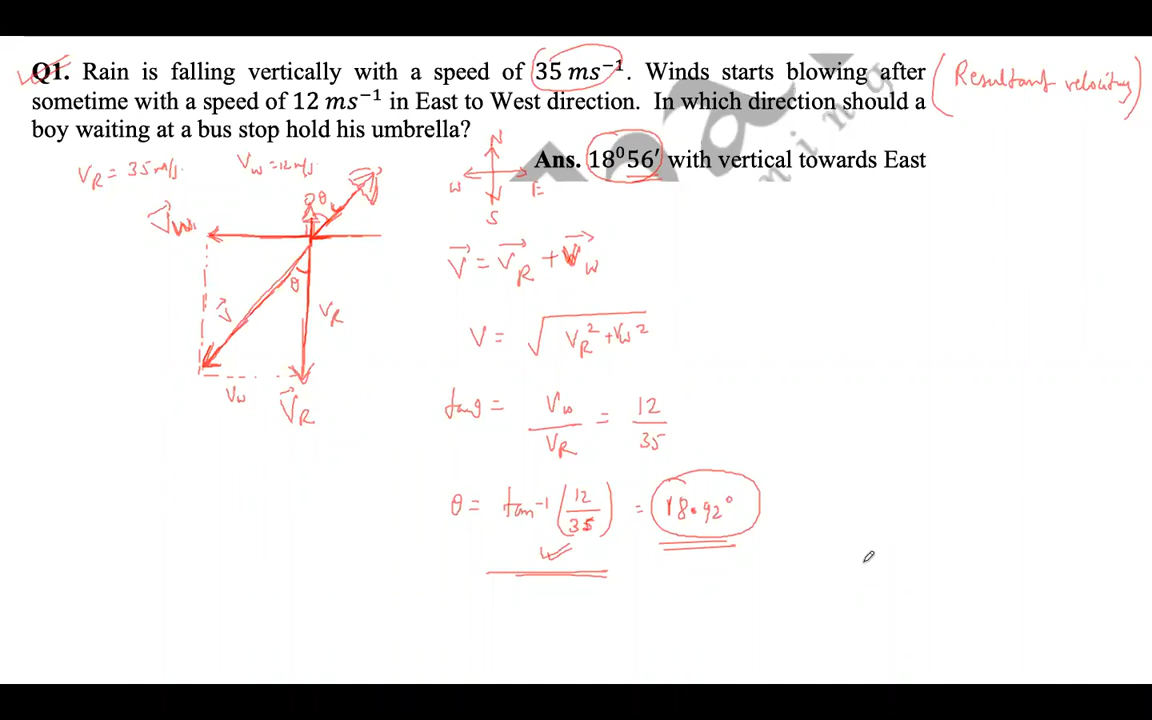 Q1. Rain is falling vertically with a speed of 35 ms⁻¹. Winds starts blowing after
sometime with a speed of 12 ms⁻¹ in East to West direction. In which direction should a
boy waiting at a bus stop hold his umbrella?
(Resultant velocity)
Ans. 18⁰56′ with vertical towards East
V_R = 35 m/s. V_W = 12 m/s
N
W E
S
θ
V⃗_W
θ
V⃗
V_R
V_W
V⃗_R
V⃗ = V⃗_R + V⃗_W
V = √(V_R² + V_W²)
tanθ = V_W / V_R = 12 / 35
θ = tan⁻¹(12/35) = 18.92°
ning